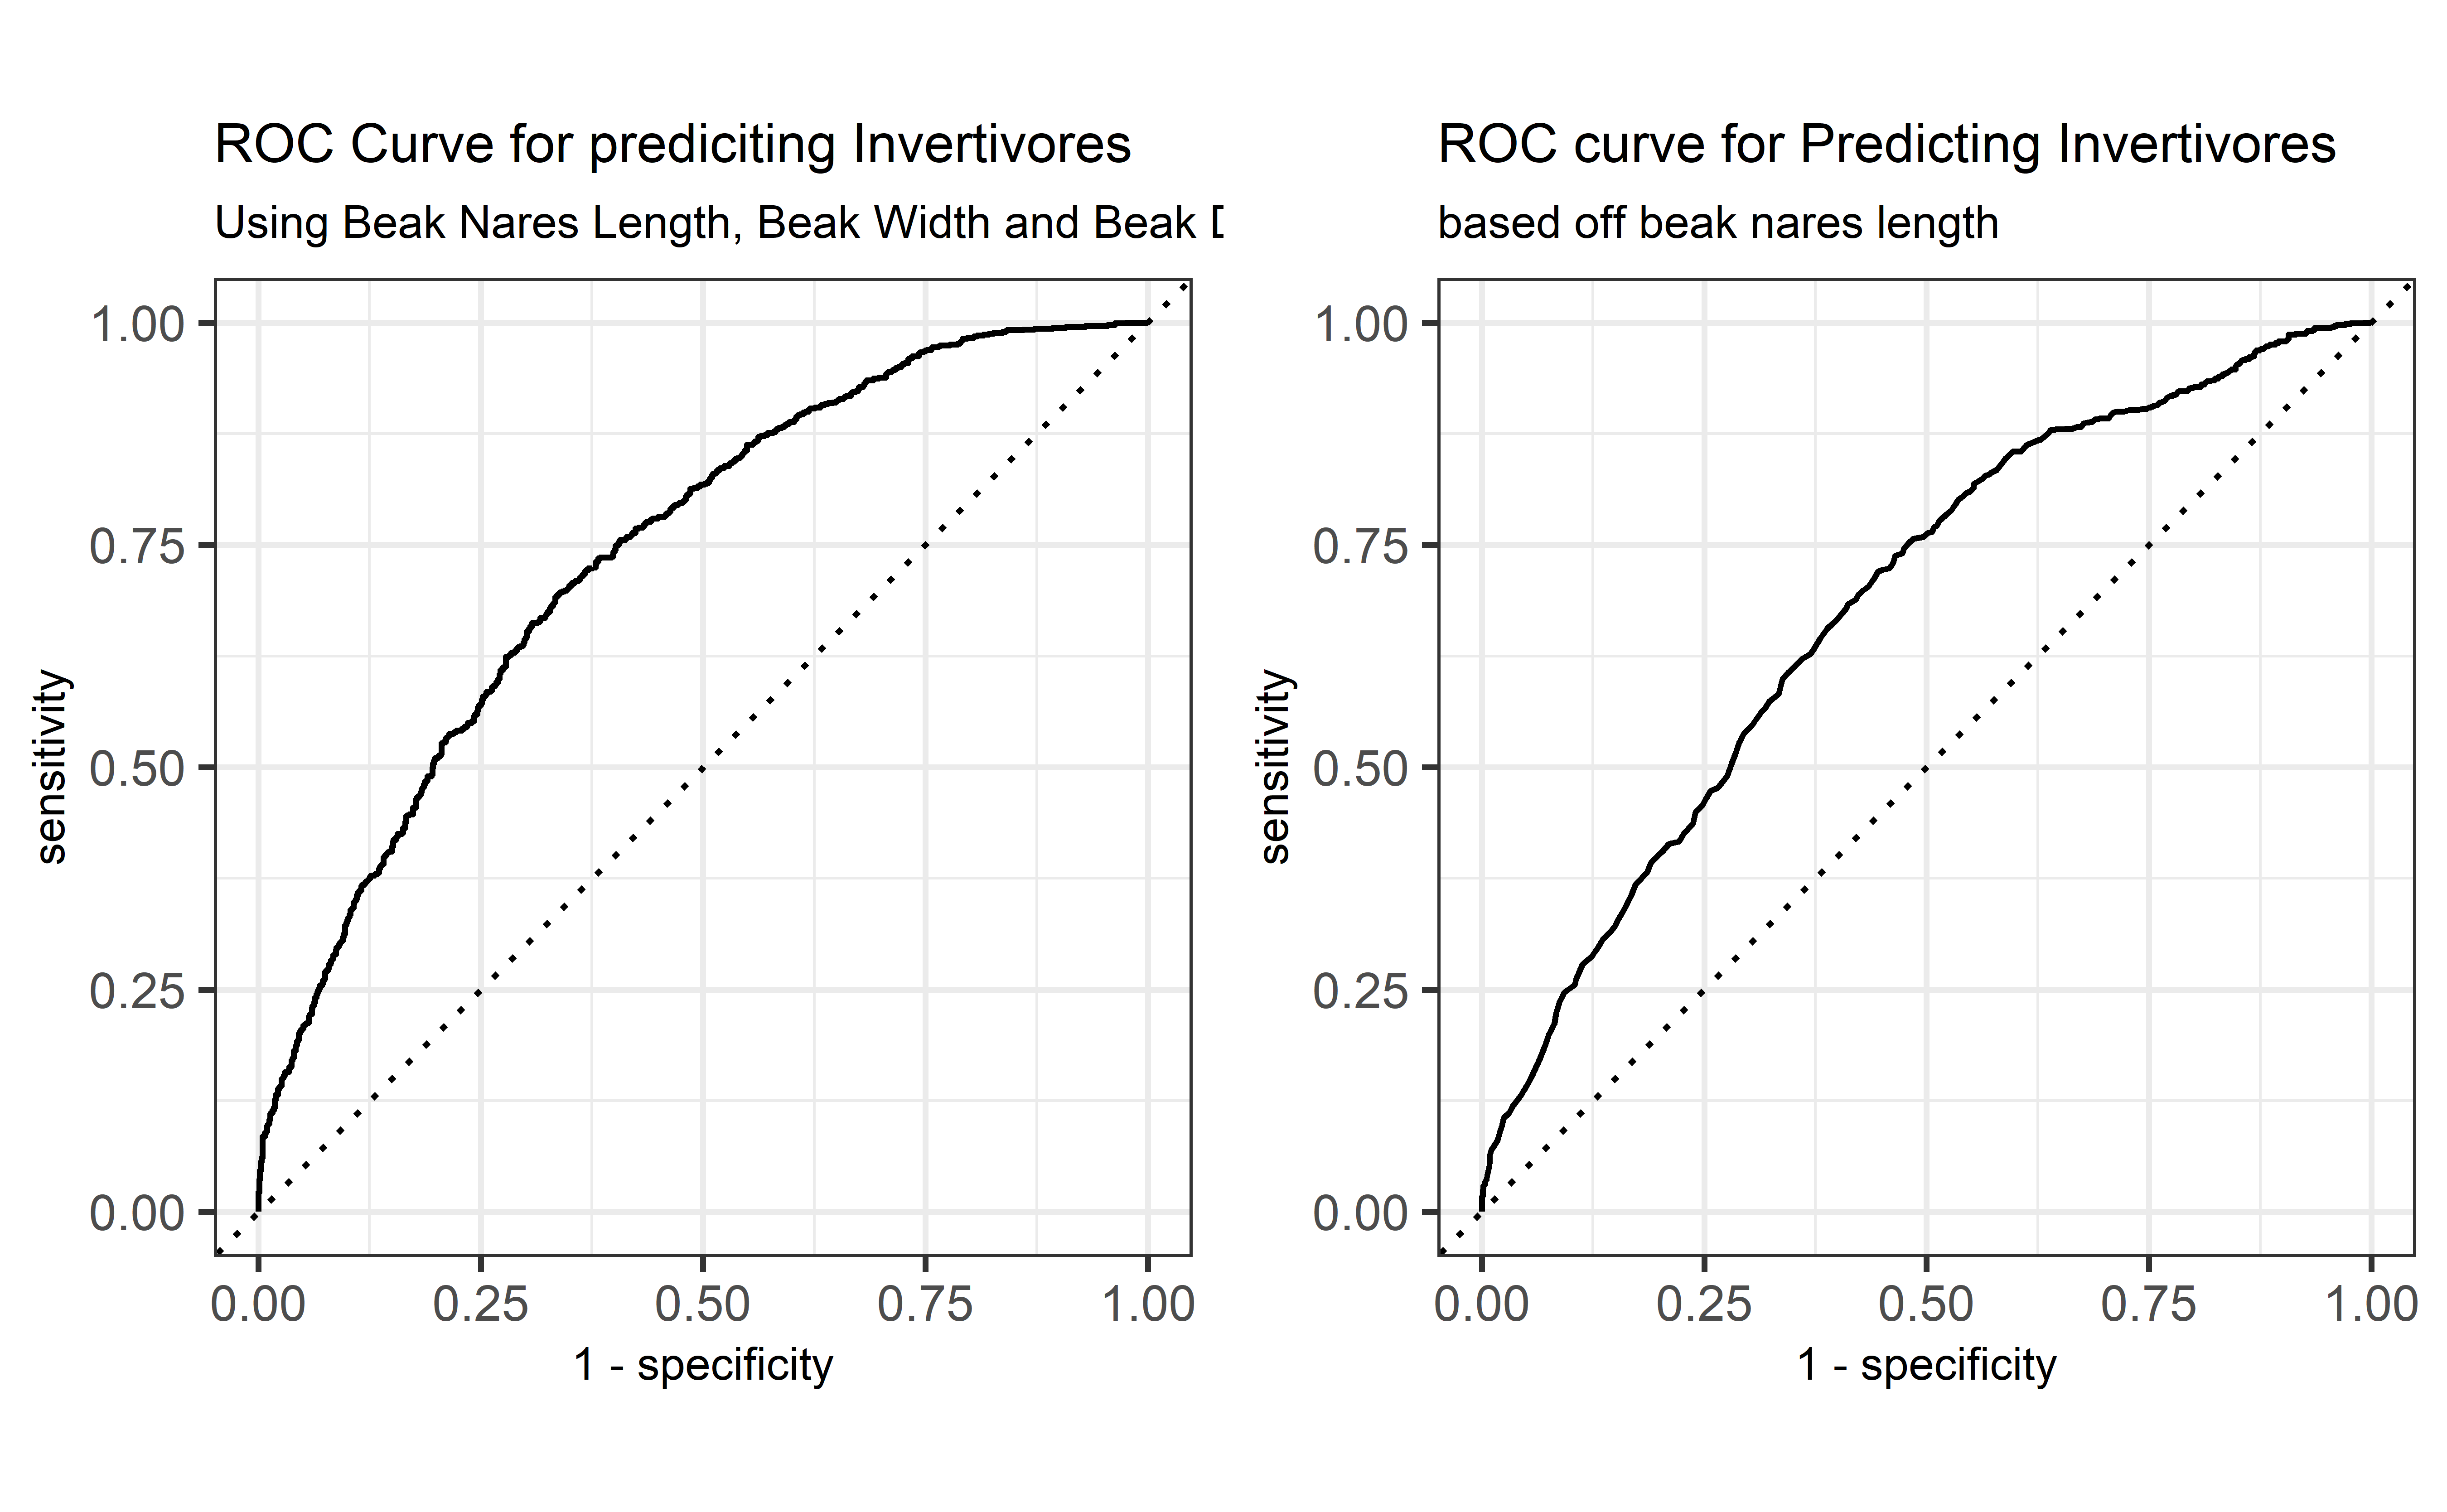 ROC Curve for prediciting Invertivores
Using Beak Nares Length, Beak Width and Beak
1.00
0.75
0.50
0.25
0.00
sensitivity
0.00 0.25 0.50 0.75 1.00
1 - specificity
ROC curve for Predicting Invertivores
based off beak nares length
1.00
0.75
0.50
0.25
0.00
sensitivity
0.00 0.25 0.50 0.75 1.00
1 - specificity